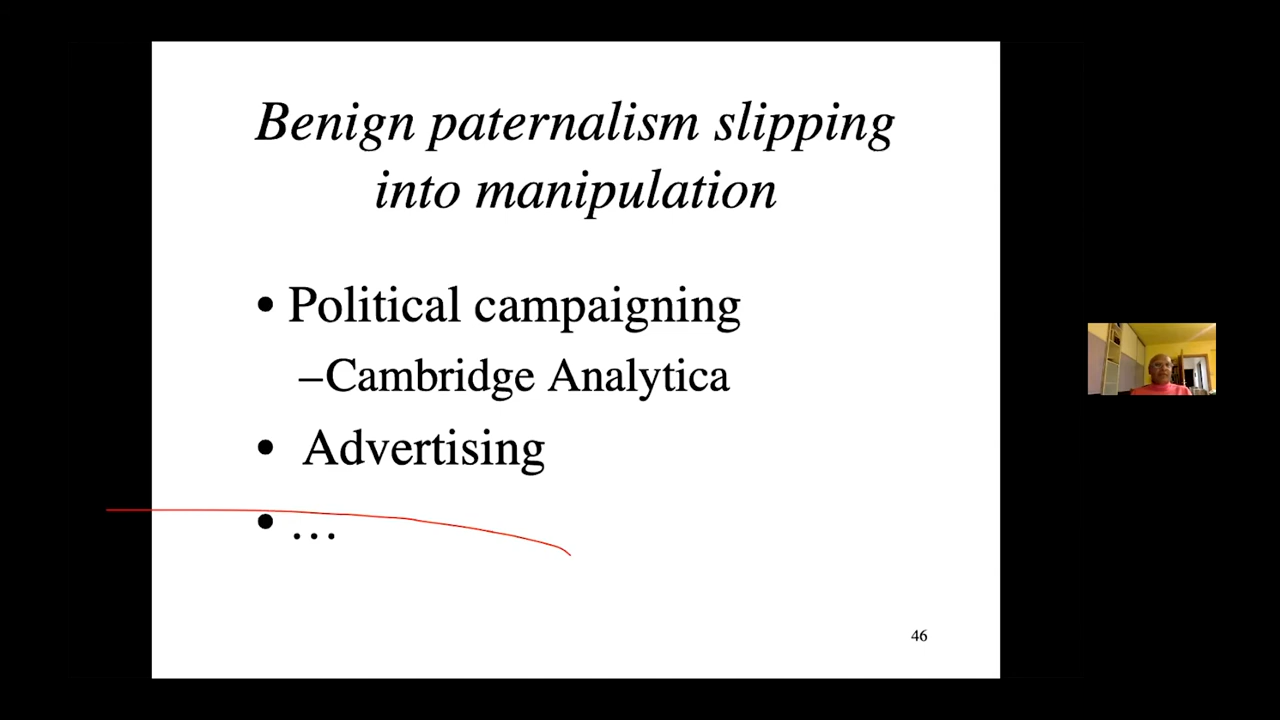 Benign paternalism slipping
into manipulation
• Political campaigning
–Cambridge Analytica
• Advertising
• …
46